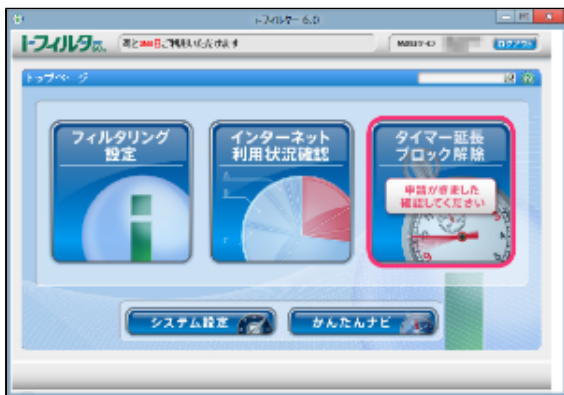 i-フィルター 6.0
i-フィルター6.0
ログアウト
トップページ
フィルタリング
設定
インターネット
利用状況確認
タイマー延長
ブロック解除
申請がきました
確認してください
システム設定
かんたんナビ